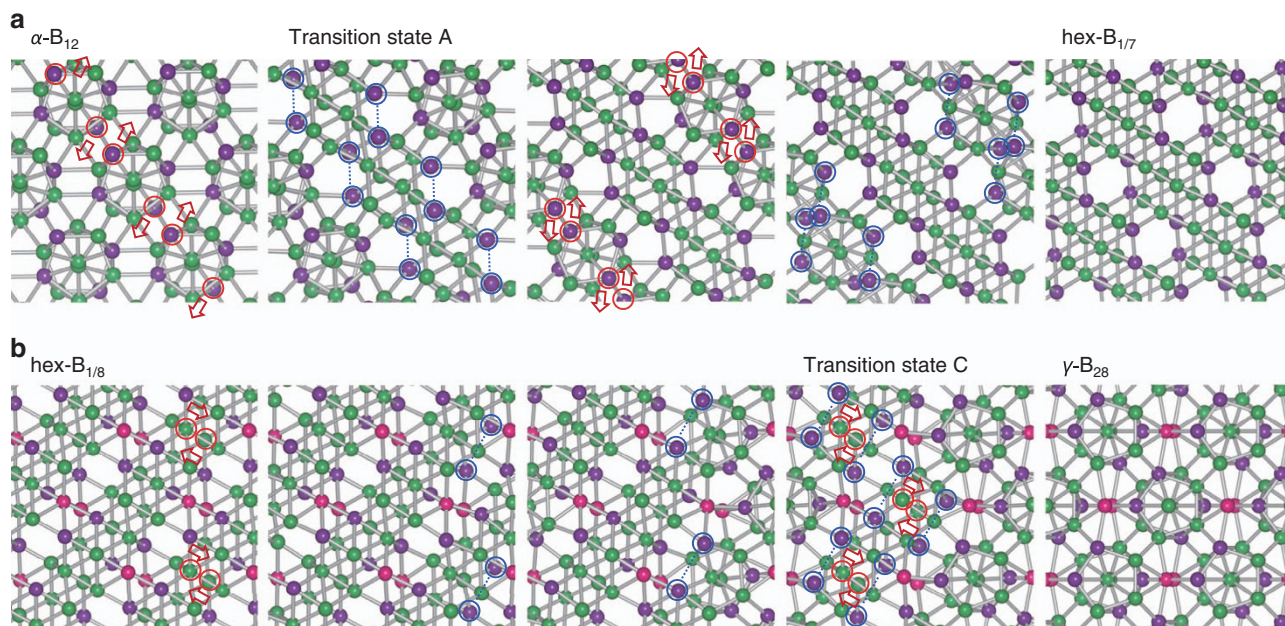 a
α-B₁₂
Transition state A
hex-B₁/₇
b
hex-B₁/₈
Transition state C
γ-B₂₈